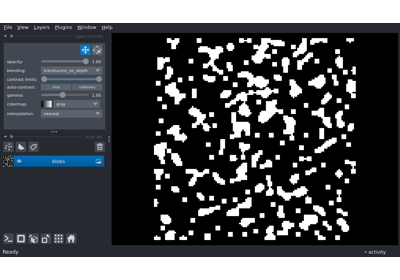 File View Layers Plugins Window Help
opacity: 1.00
blending: translucent_no_depth
contrast limits:
auto-contrast: once continuous
gamma: 1.00
colormap: gray
interpolation: nearest
blobs
Ready activity